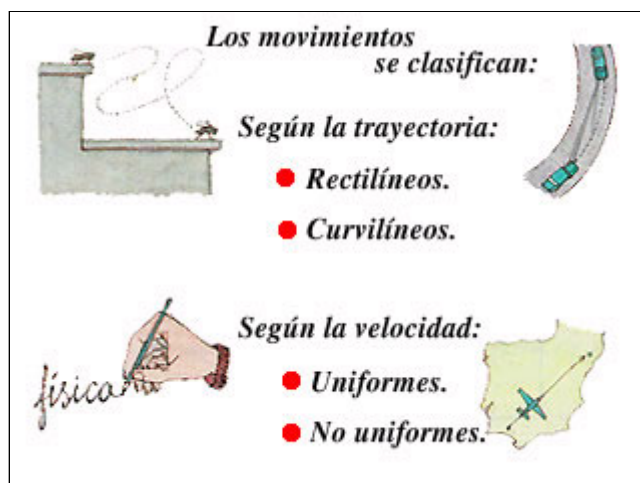 Los movimientos
se clasifican:
Según la trayectoria:
Rectilíneos.
Curvilíneos.
Según la velocidad:
física
Uniformes.
No uniformes.